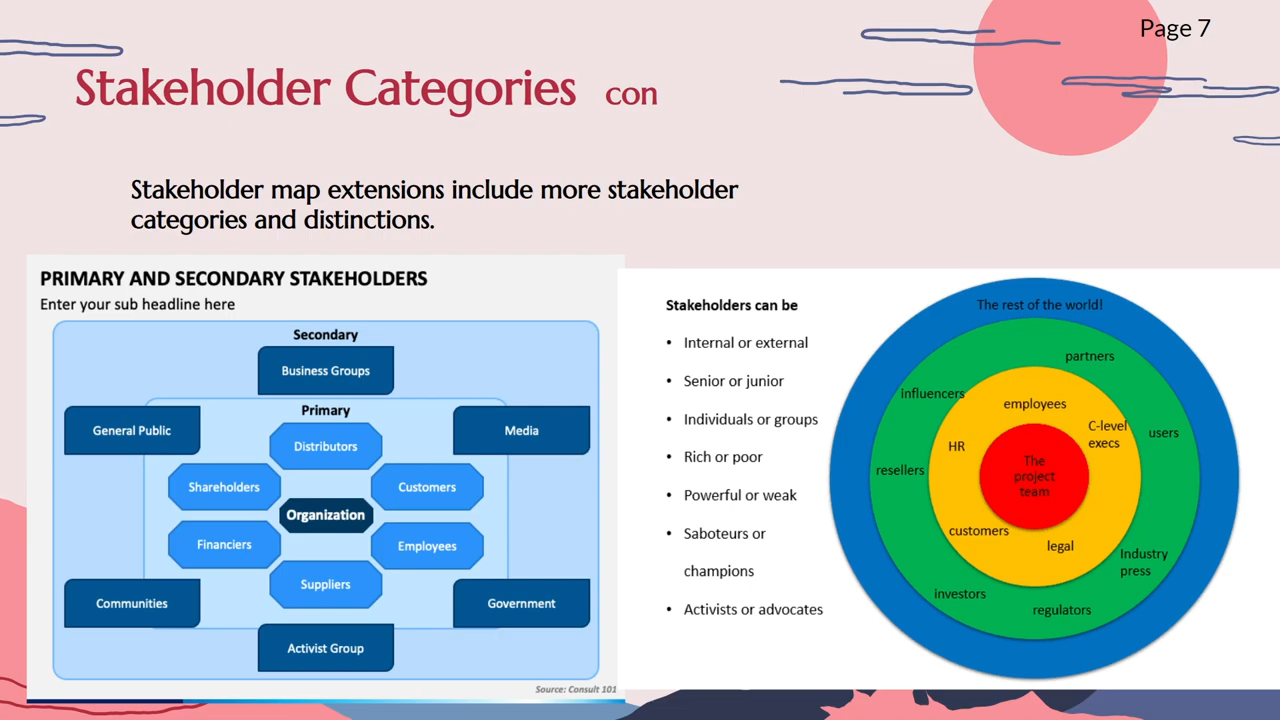 Page 7
Stakeholder Categories con
Stakeholder map extensions include more stakeholder
categories and distinctions.
PRIMARY AND SECONDARY STAKEHOLDERS
Enter your sub headline here
Secondary
Business Groups
Primary
General Public
Media
Distributors
Shareholders
Customers
Organization
Financiers
Employees
Suppliers
Communities
Government
Activist Group
Source: Consult 101
Stakeholders can be
• Internal or external
• Senior or junior
• Individuals or groups
• Rich or poor
• Powerful or weak
• Saboteurs or
champions
• Activists or advocates
The rest of the world!
partners
influencers
employees
C-level
execs
users
HR
The
project
team
resellers
customers
legal
Industry
press
investors
regulators